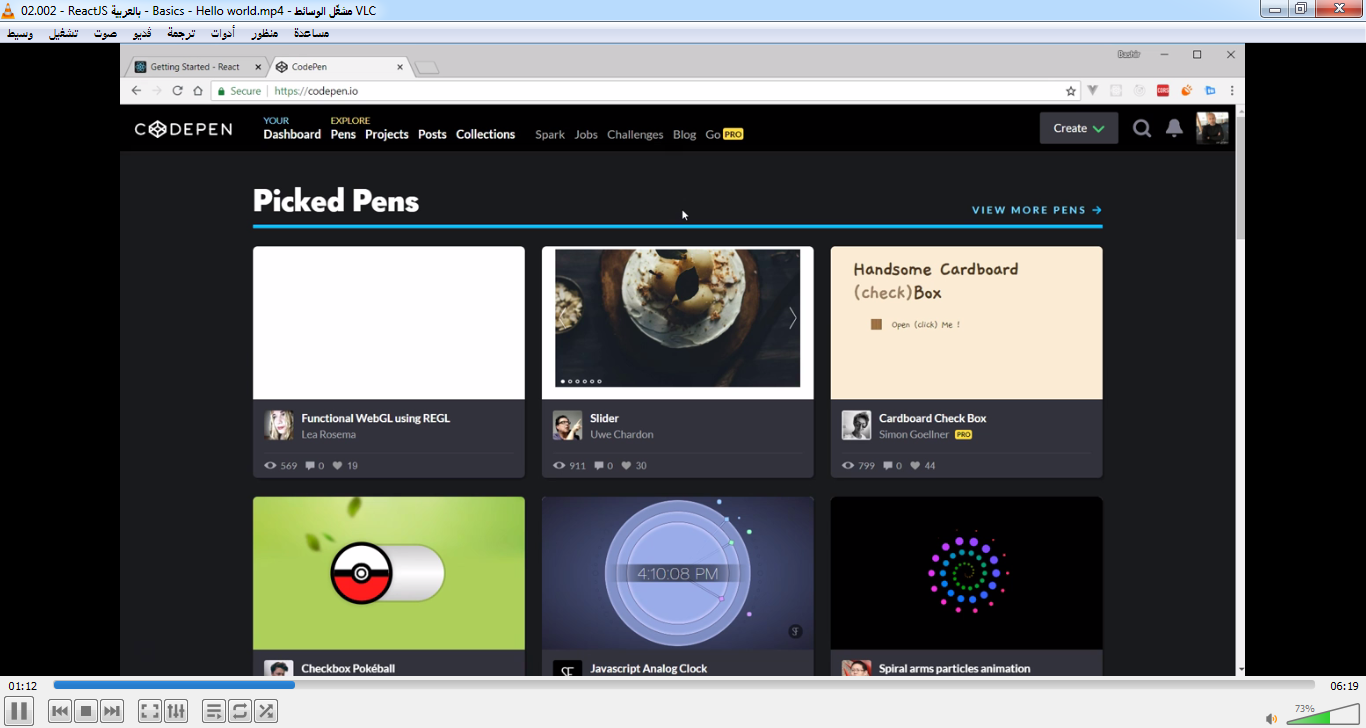 02.002 - ReactJS بالعربية - Basics - Hello world.mp4 - مشغّل الوسائط VLC
وسيط تشغيل صوت ڤديو ترجمة أدوات منظور مساعدة
Bashir
Getting Started - React CodePen
Secure https://codepen.io
CODEPEN
YOUR EXPLORE
Dashboard Pens Projects Posts Collections Spark Jobs Challenges Blog Go PRO Create
Picked Pens
VIEW MORE PENS →
Handsome Cardboard
(check)Box
Open (click) Me !
Functional WebGL using REGL
Lea Rosema
569 0 19
Slider
Uwe Chardon
911 0 30
Cardboard Check Box
Simon Goellner PRO
799 0 44
4:10:08 PM
Checkbox Pokéball
Javascript Analog Clock
Spiral arms particles animation
01:12 06:19
73%